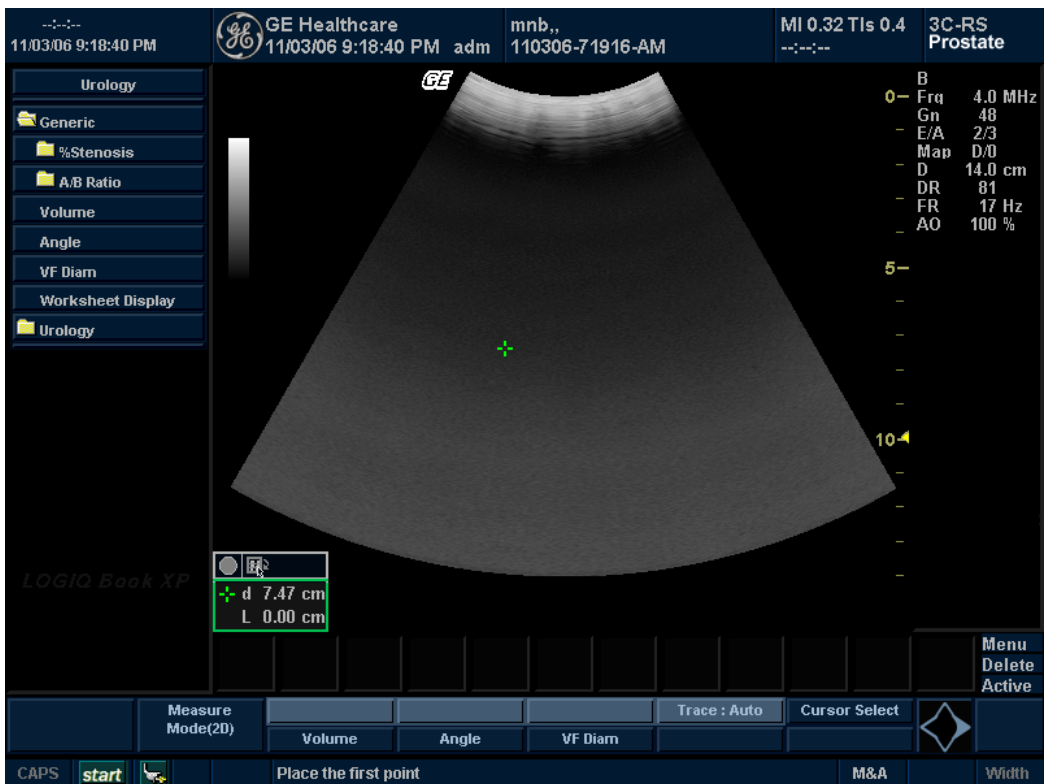 --:--:--
11/03/06 9:18:40 PM
GE Healthcare
11/03/06 9:18:40 PM adm
mnb,,
110306-71916-AM
MI 0.32 TIs 0.4
--:--:--
3C-RS
Prostate
Urology
Generic
%Stenosis
A/B Ratio
Volume
Angle
VF Diam
Worksheet Display
Urology
LOGIQ Book XP
GE
0
5
10
B
Frq 4.0 MHz
Gn 48
E/A 2/3
Map D/0
D 14.0 cm
DR 81
FR 17 Hz
AO 100 %
d 7.47 cm
L 0.00 cm
Menu
Delete
Active
Measure
Mode(2D)
Trace : Auto
Cursor Select
Volume
Angle
VF Diam
CAPS
start
Place the first point
M&A
Width